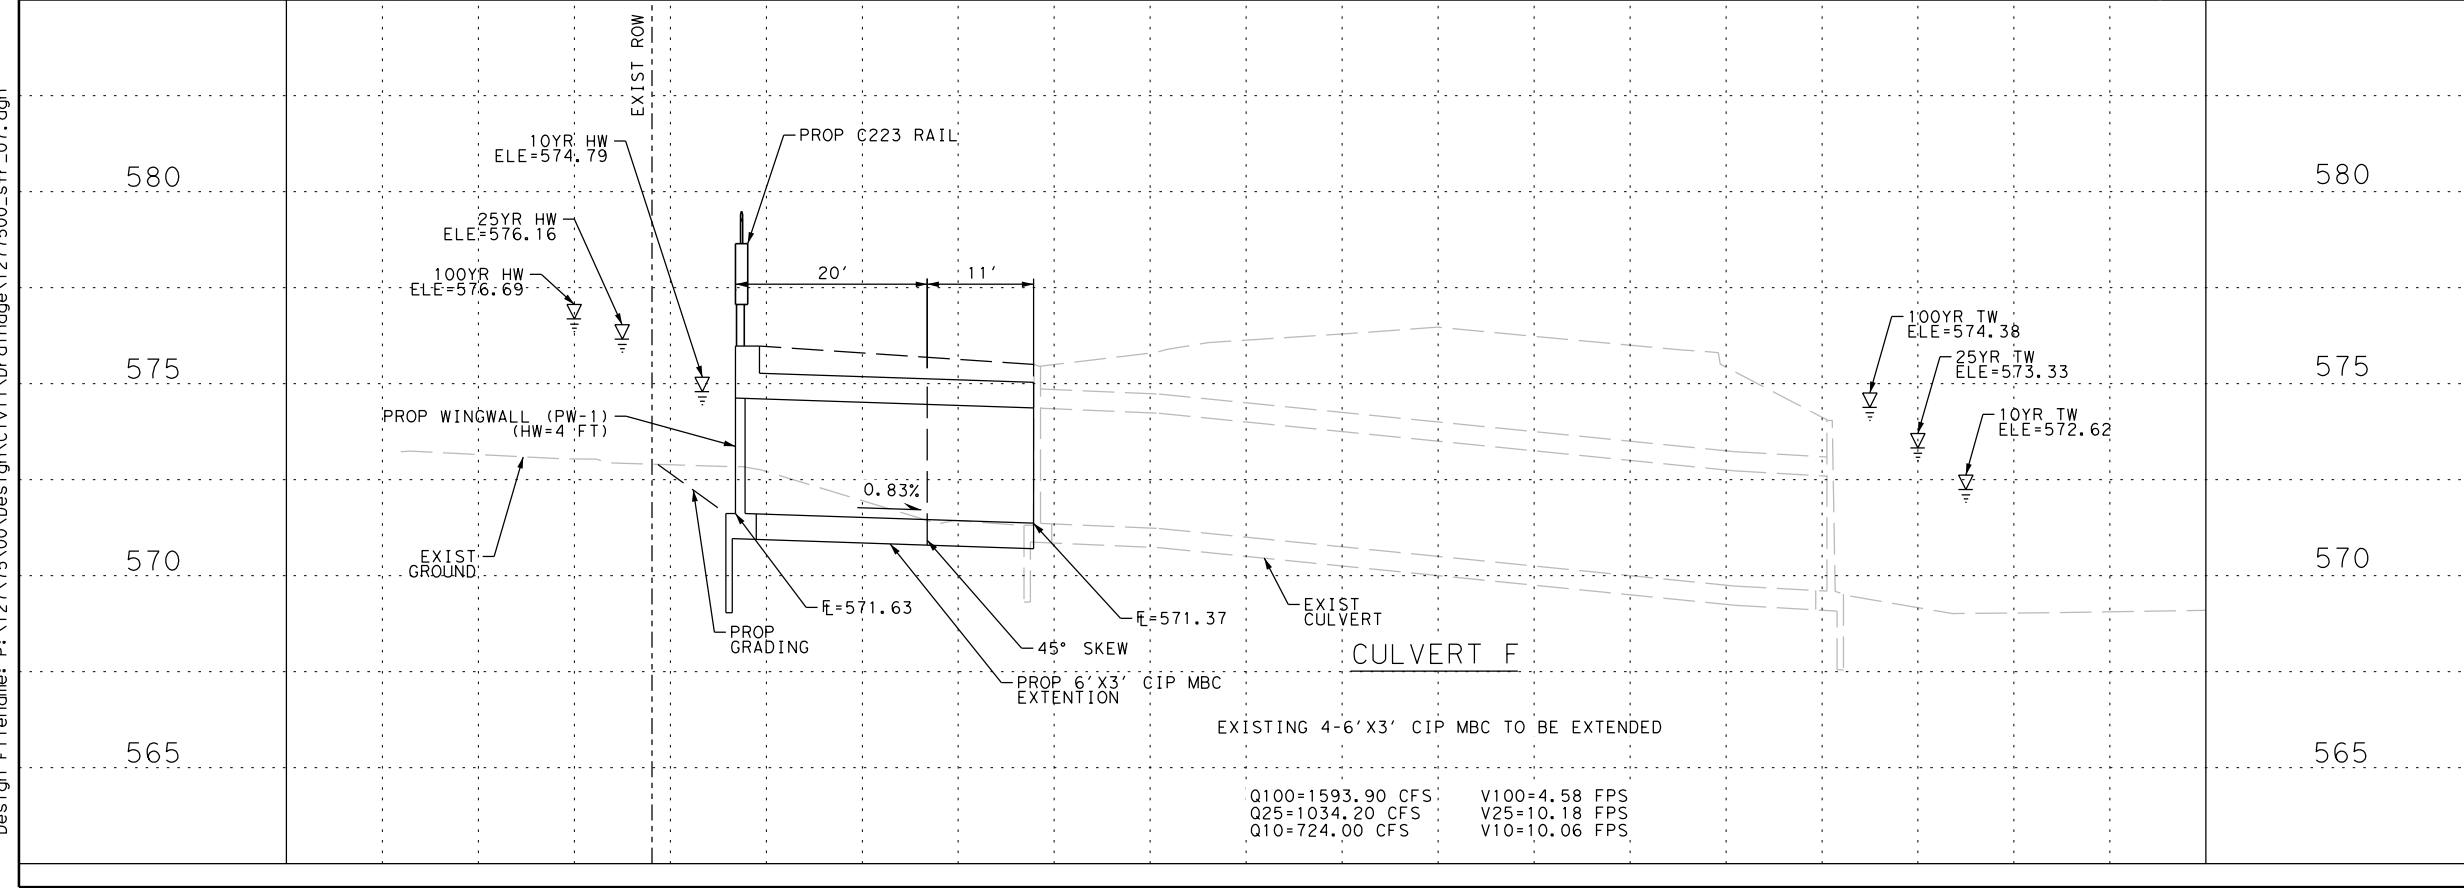 EXIST ROW
10YR HW
ELE=574.79
PROP C223 RAIL
580
580
25YR HW
ELE=576.16
100YR HW
ELE=576.69
20'
11'
100YR TW
ELE=574.38
25YR TW
ELE=573.33
575
575
PROP WINGWALL (PW-1)
(HW=4 FT)
10YR TW
ELE=572.62
0.83%
EXIST
GROUND
570
570
FL=571.63
FL=571.37
EXIST
CULVERT
PROP
GRADING
45° SKEW
CULVERT F
PROP 6'X3' CIP MBC
EXTENTION
EXISTING 4-6'X3' CIP MBC TO BE EXTENDED
565
565
Q100=1593.90 CFS
V100=4.58 FPS
Q25=1034.20 CFS
V25=10.18 FPS
Q10=724.00 CFS
V10=10.06 FPS